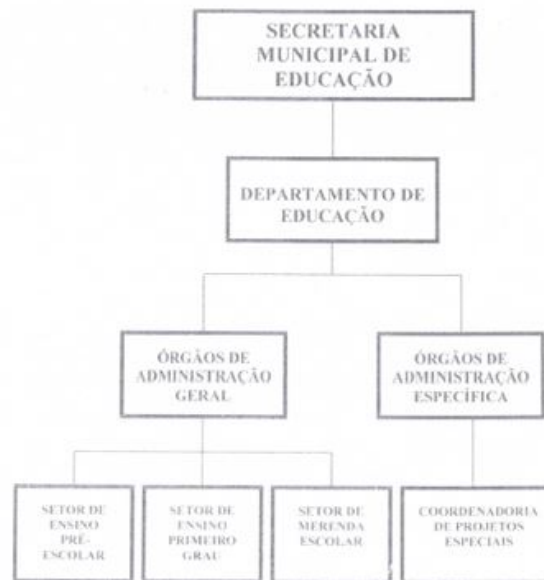 SECRETARIA
MUNICIPAL DE
EDUCAÇÃO
DEPARTAMENTO DE
EDUCAÇÃO
ÓRGÃOS DE
ADMINISTRAÇÃO
GERAL
ÓRGÃOS DE
ADMINISTRAÇÃO
ESPECÍFICA
SETOR DE
ENSINO
PRÉ-
ESCOLAR
SETOR DE
ENSINO
PRIMEIRO
GRAU
SETOR DE
MERENDA
ESCOLAR
COORDENADORIA
DE PROJETOS
ESPECIAIS